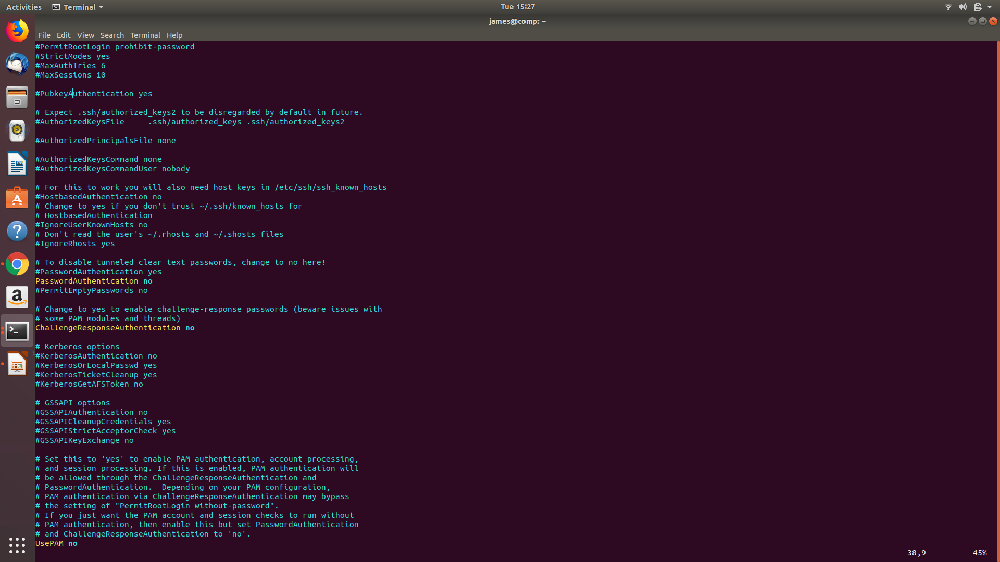 Activities Terminal Tue 15:27
james@comp: ~
File Edit View Search Terminal Help
#PermitRootLogin prohibit-password
#StrictModes yes
#MaxAuthTries 6
#MaxSessions 10
#PubkeyAuthentication yes
# Expect .ssh/authorized_keys2 to be disregarded by default in future.
#AuthorizedKeysFile     .ssh/authorized_keys .ssh/authorized_keys2
#AuthorizedPrincipalsFile none
#AuthorizedKeysCommand none
#AuthorizedKeysCommandUser nobody
# For this to work you will also need host keys in /etc/ssh/ssh_known_hosts
#HostbasedAuthentication no
# Change to yes if you don't trust ~/.ssh/known_hosts for
# HostbasedAuthentication
#IgnoreUserKnownHosts no
# Don't read the user's ~/.rhosts and ~/.shosts files
#IgnoreRhosts yes
# To disable tunneled clear text passwords, change to no here!
#PasswordAuthentication yes
PasswordAuthentication no
#PermitEmptyPasswords no
# Change to yes to enable challenge-response passwords (beware issues with
# some PAM modules and threads)
ChallengeResponseAuthentication no
# Kerberos options
#KerberosAuthentication no
#KerberosOrLocalPasswd yes
#KerberosTicketCleanup yes
#KerberosGetAFSToken no
# GSSAPI options
#GSSAPIAuthentication no
#GSSAPICleanupCredentials yes
#GSSAPIStrictAcceptorCheck yes
#GSSAPIKeyExchange no
# Set this to 'yes' to enable PAM authentication, account processing,
# and session processing. If this is enabled, PAM authentication will
# be allowed through the ChallengeResponseAuthentication and
# PasswordAuthentication.  Depending on your PAM configuration,
# PAM authentication via ChallengeResponseAuthentication may bypass
# the setting of "PermitRootLogin without-password".
# If you just want the PAM account and session checks to run without
# PAM authentication, then enable this but set PasswordAuthentication
# and ChallengeResponseAuthentication to 'no'.
UsePAM no
38,9 45%